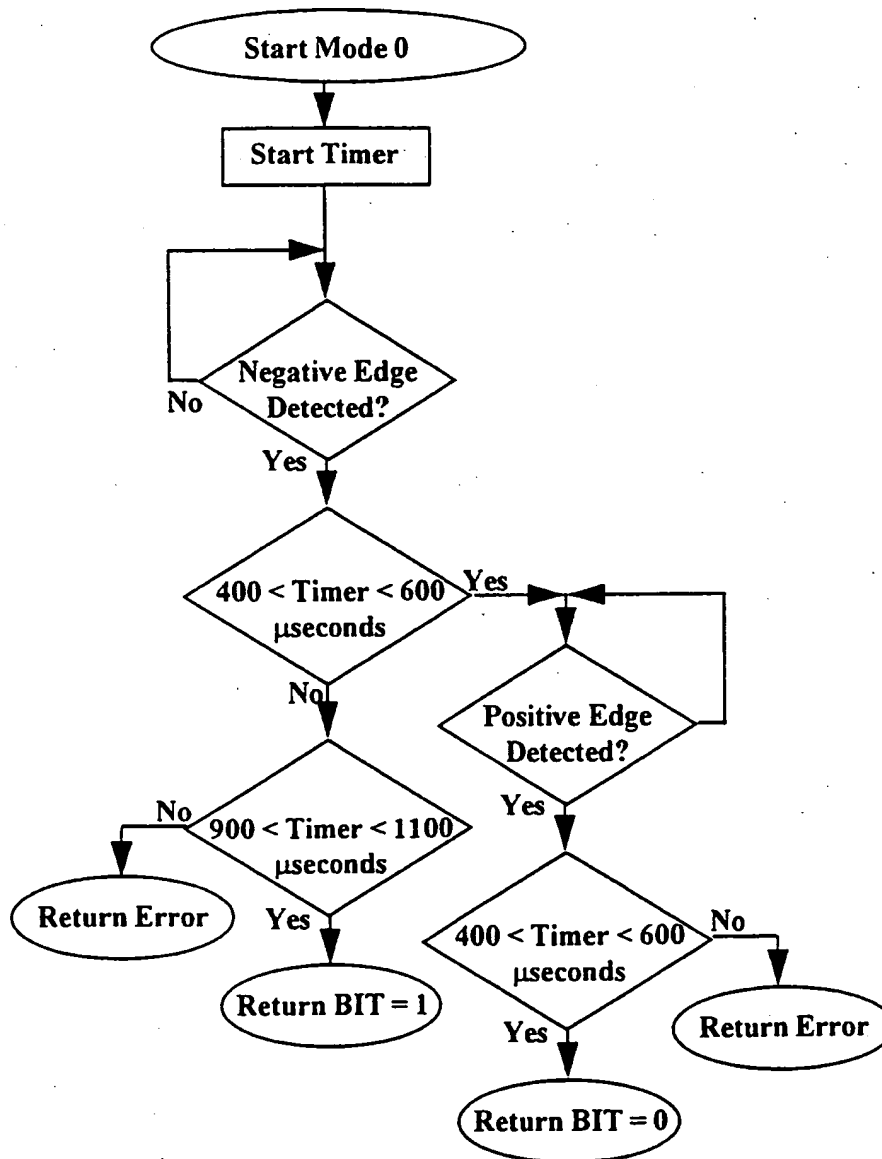 Start Mode 0
Start Timer
Negative Edge
Detected?
No
Yes
400 < Timer < 600
µseconds
Yes
No
Positive Edge
Detected?
Yes
900 < Timer < 1100
µseconds
No
Yes
Return Error
Return BIT = 1
400 < Timer < 600
µseconds
No
Yes
Return Error
Return BIT = 0